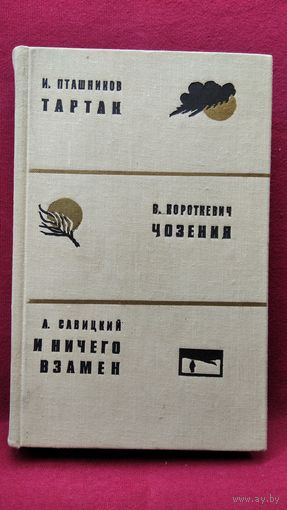 И. ПТАШНИКОВ
ТАРТАК
В. КОРОТКЕВИЧ
ЧОЗЕНИЯ
А. САВИЦКИЙ
И НИЧЕГО
ВЗАМЕН
www.ay.by